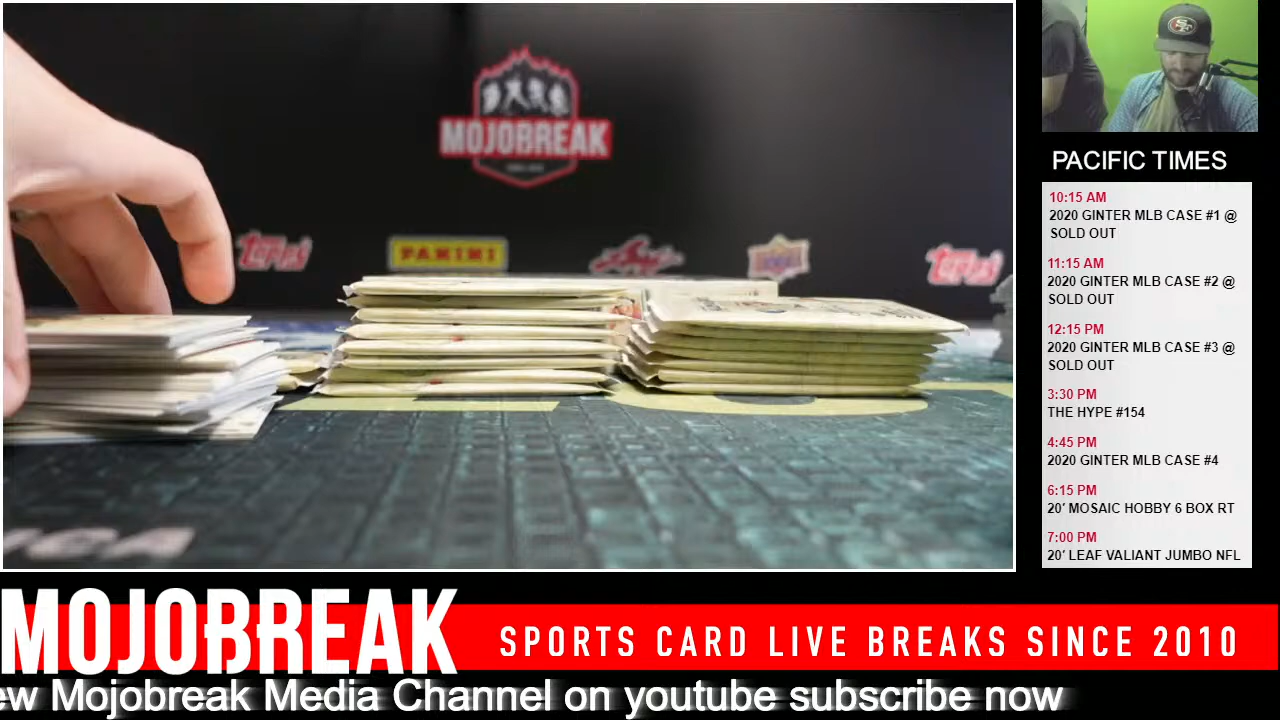 MOJOBREAK
Topps
PANINI
Leaf
Topps
PACIFIC TIMES
10:15 AM
2020 GINTER MLB CASE #1 @
SOLD OUT
11:15 AM
2020 GINTER MLB CASE #2 @
SOLD OUT
12:15 PM
2020 GINTER MLB CASE #3 @
SOLD OUT
3:30 PM
THE HYPE #154
4:45 PM
2020 GINTER MLB CASE #4
6:15 PM
20' MOSAIC HOBBY 6 BOX RT
7:00 PM
20' LEAF VALIANT JUMBO NFL
MOJOBREAK
SPORTS CARD LIVE BREAKS SINCE 2010
ew Mojobreak Media Channel on youtube subscribe now